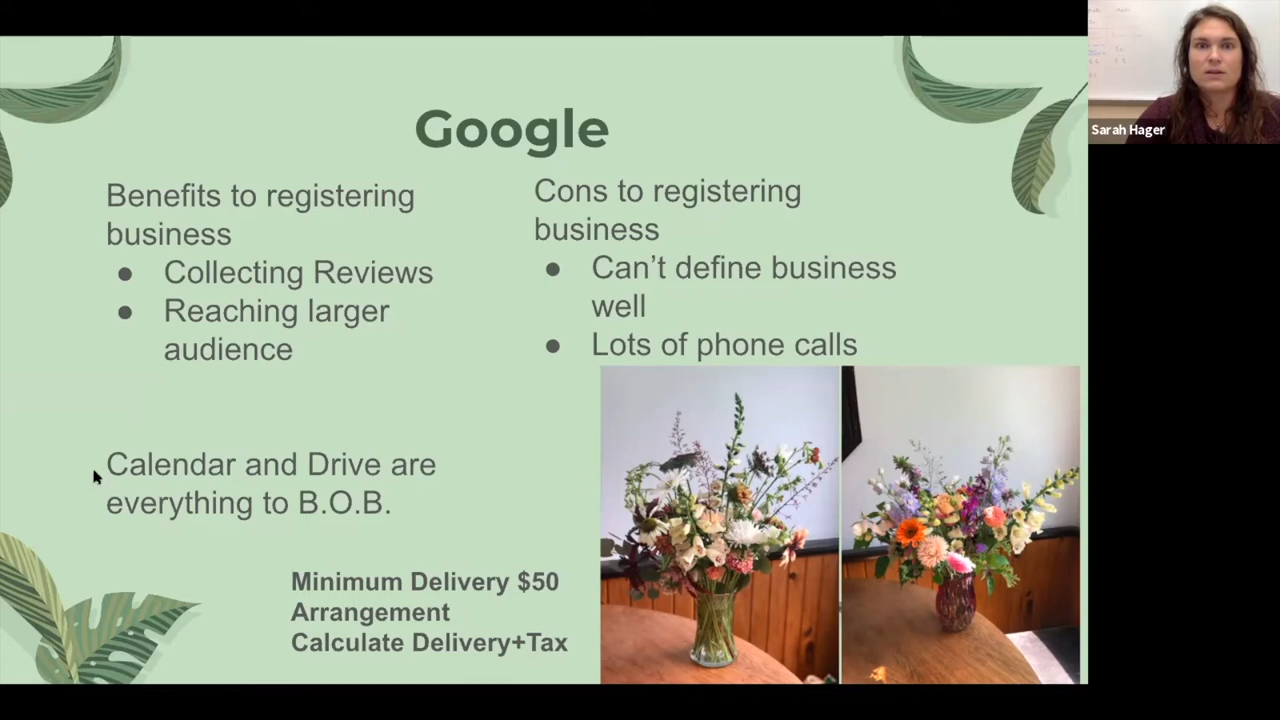 Google
Benefits to registering
business
● Collecting Reviews
● Reaching larger
audience
Cons to registering
business
● Can't define business
well
● Lots of phone calls
Calendar and Drive are
everything to B.O.B.
Minimum Delivery $50
Arrangement
Calculate Delivery+Tax
Sarah Hager